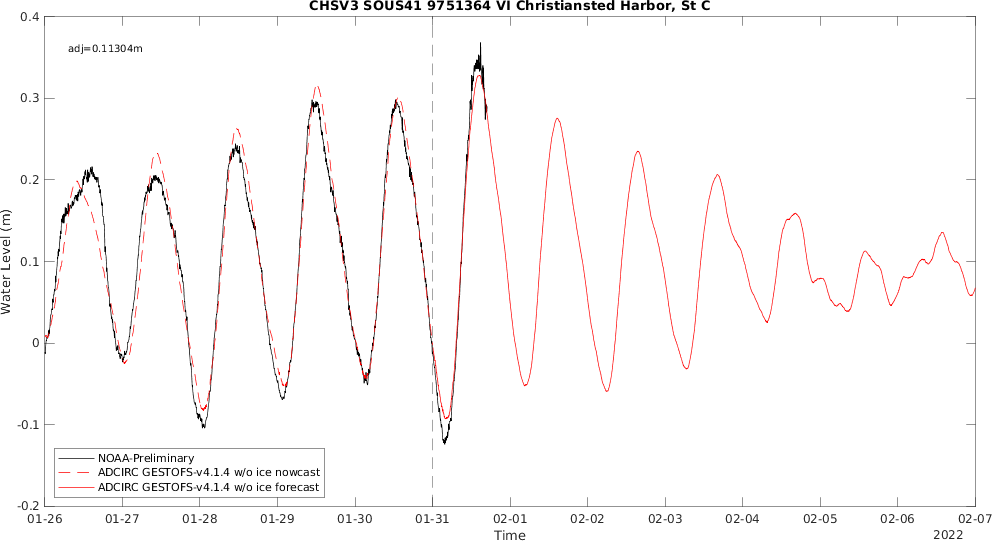 CHSV3 SOUS41 9751364 VI Christiansted Harbor, St C
adj=0.11304m
0.4
0.3
0.2
0.1
0
-0.1
-0.2
Water Level (m)
NOAA-Preliminary
ADCIRC GESTOFS-v4.1.4 w/o ice nowcast
ADCIRC GESTOFS-v4.1.4 w/o ice forecast
01-26 01-27 01-28 01-29 01-30 01-31 02-01 02-02 02-03 02-04 02-05 02-06 02-07
Time
2022